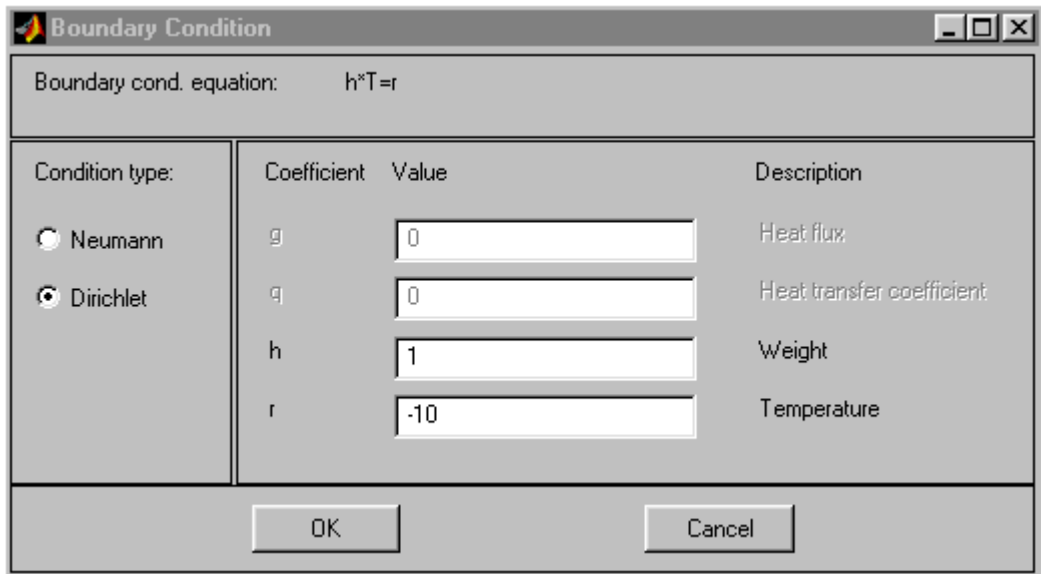 Boundary Condition
Boundary cond. equation: h*T=r
Condition type: Coefficient Value Description
Neumann g 0 Heat flux
Dirichlet q 0 Heat transfer coefficient
h 1 Weight
r -10 Temperature
OK Cancel